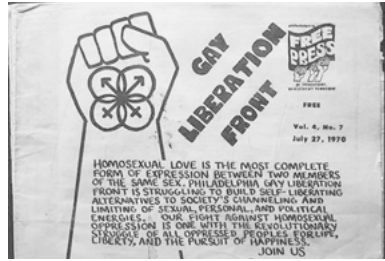 GAY
LIBERATION
FRONT
FREE
PRESS
FREE
Vol. 4, No. 7
July 27, 1970
HOMOSEXUAL LOVE IS THE MOST COMPLETE
FORM OF EXPRESSION BETWEEN TWO MEMBERS
OF THE SAME SEX. PHILADELPHIA GAY LIBERATION
FRONT IS STRUGGLING TO BUILD SELF-LIBERATING
ALTERNATIVES TO SOCIETY'S CHANNELING AND
LIMITING OF SEXUAL, PERSONAL, AND POLITICAL
ENERGIES. OUR FIGHT AGAINST HOMOSEXUAL
OPPRESSION IS ONE WITH THE REVOLUTIONARY
STRUGGLE OF ALL OPPRESSED PEOPLES FOR LIFE,
LIBERTY, AND THE PURSUIT OF HAPPINESS.
JOIN US